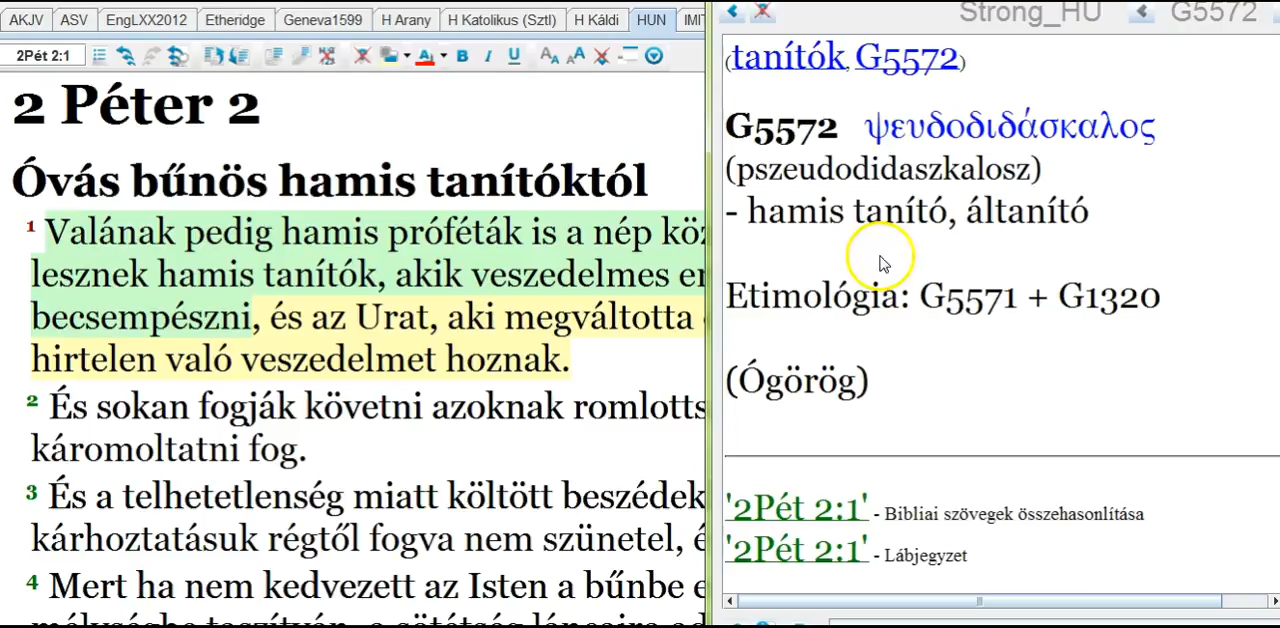 AKJV ASV EngLXX2012 Etheridge Geneva1599 H Arany H Katolikus (Sztl) H Káldi HUN
2Pét 2:1
2 Péter 2
Óvás bűnös hamis tanítóktól
1 Valának pedig hamis próféták is a nép
lesznek hamis tanítók, akik veszedelmes
becsempészni, és az Urat, aki megváltotta
hirtelen való veszedelmet hoznak.
2 És sokan fogják követni azoknak
káromoltatni fog.
3 És a telhetetlenség miatt költött beszédek
kárhoztatásuk régtől fogva nem szünetel,
4 Mert ha nem kedvezett az Isten a bűnbe
Strong_HU G5572
(tanítók, G5572)
G5572 ψευδοδιδάσκαλος
(pszeudodidaszkalosz)
- hamis tanító, áltanító
Etimológia: G5571 + G1320
(Ógörög)
'2Pét 2:1' - Bibliai szövegek összehasonlítása
'2Pét 2:1' - Lábjegyzet